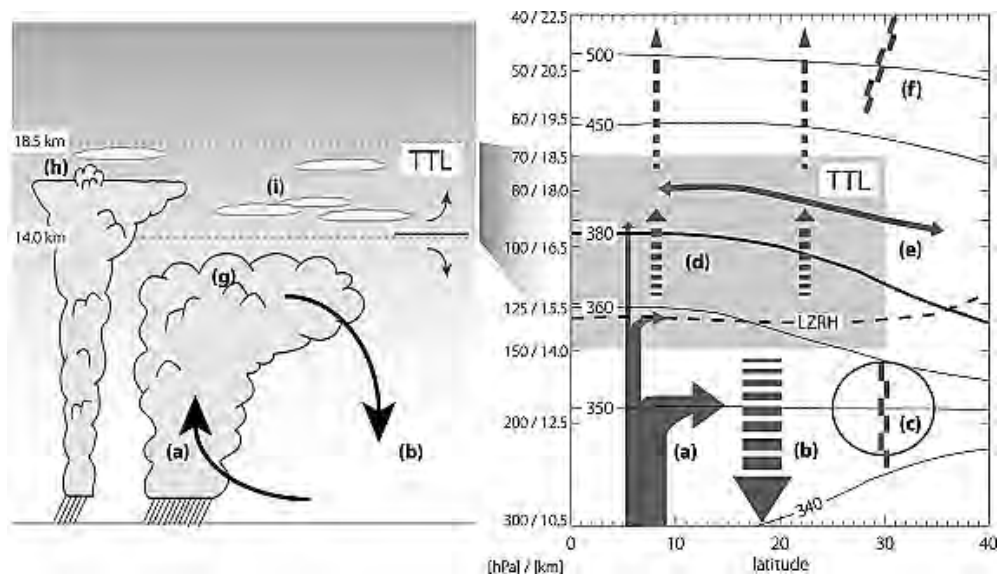 18.5 km
(h)
TTL
(i)
14.0 km
(g)
(a)
(b)
40 / 22.5
500
50 / 20.5
(f)
60 / 19.5
450
70 / 18.5
TTL
80 / 18.0
380
(e)
100 / 16.5
(d)
125 / 15.5
360
LZRH
150 / 14.0
350
(c)
200 / 12.5
(a)
(b)
340
300 / 10.5
0
10
20
30
40
[hPa] / [km]
latitude